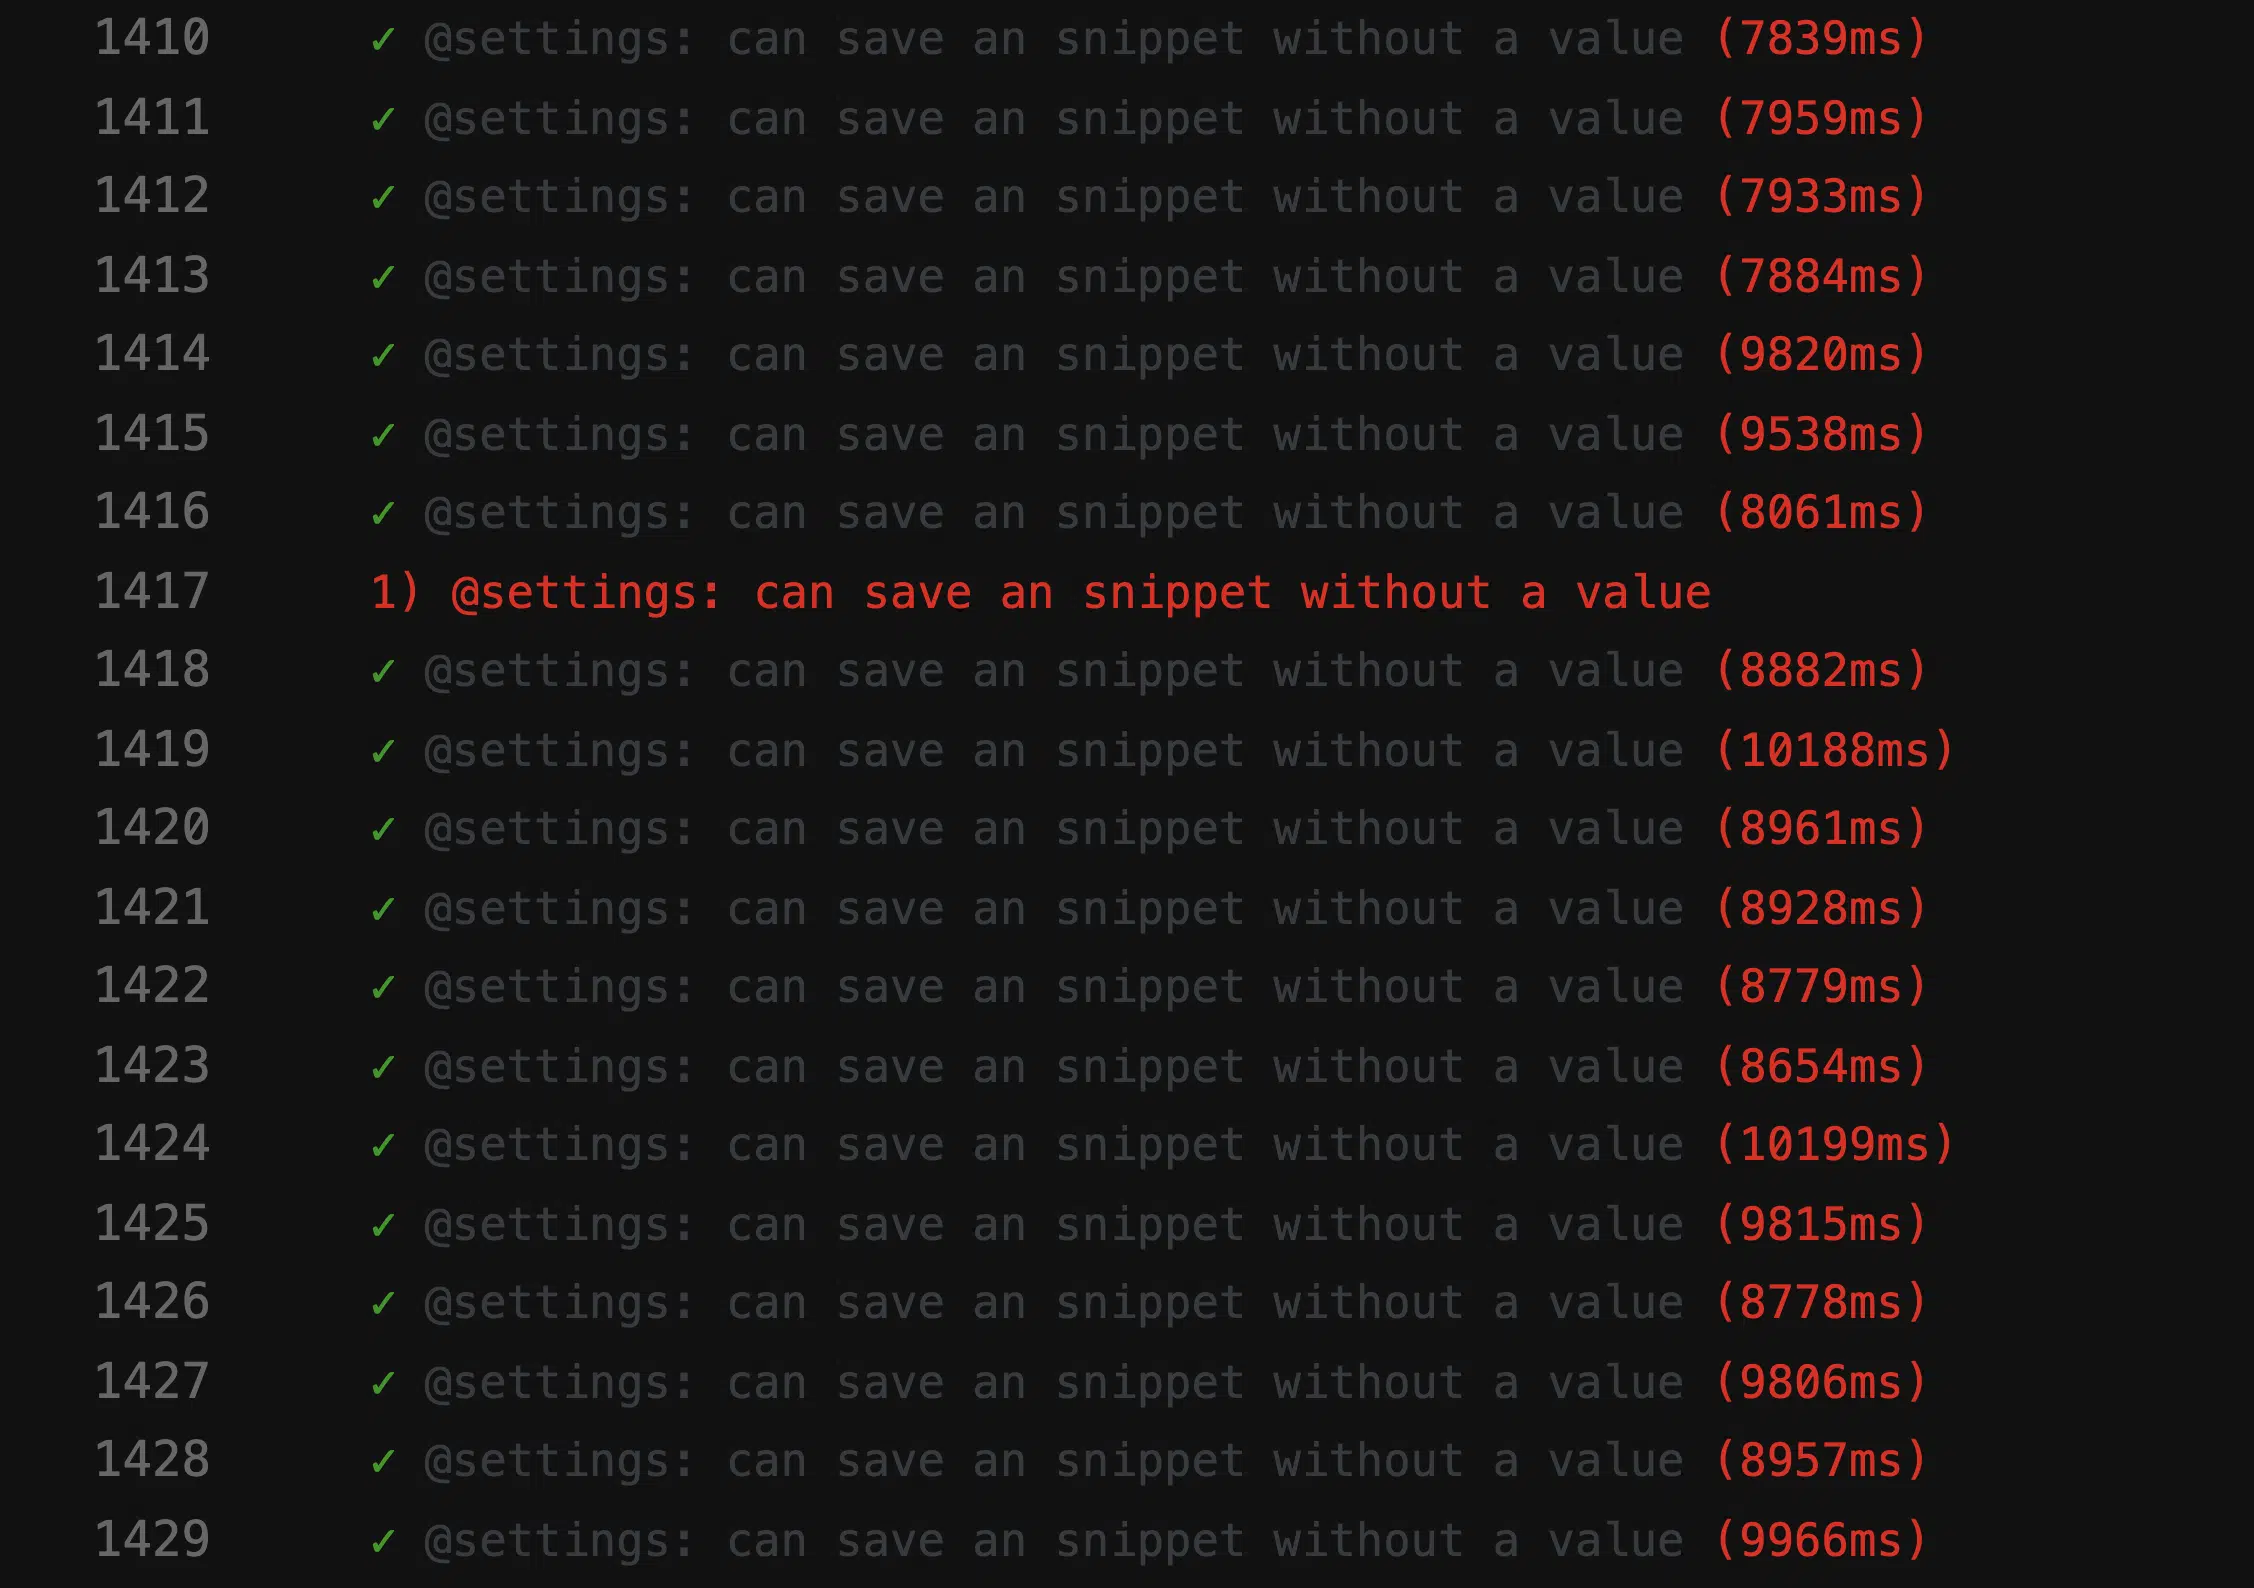 1410 ✓ @settings: can save an snippet without a value (7839ms)
1411 ✓ @settings: can save an snippet without a value (7959ms)
1412 ✓ @settings: can save an snippet without a value (7933ms)
1413 ✓ @settings: can save an snippet without a value (7884ms)
1414 ✓ @settings: can save an snippet without a value (9820ms)
1415 ✓ @settings: can save an snippet without a value (9538ms)
1416 ✓ @settings: can save an snippet without a value (8061ms)
1417 1) @settings: can save an snippet without a value
1418 ✓ @settings: can save an snippet without a value (8882ms)
1419 ✓ @settings: can save an snippet without a value (10188ms)
1420 ✓ @settings: can save an snippet without a value (8961ms)
1421 ✓ @settings: can save an snippet without a value (8928ms)
1422 ✓ @settings: can save an snippet without a value (8779ms)
1423 ✓ @settings: can save an snippet without a value (8654ms)
1424 ✓ @settings: can save an snippet without a value (10199ms)
1425 ✓ @settings: can save an snippet without a value (9815ms)
1426 ✓ @settings: can save an snippet without a value (8778ms)
1427 ✓ @settings: can save an snippet without a value (9806ms)
1428 ✓ @settings: can save an snippet without a value (8957ms)
1429 ✓ @settings: can save an snippet without a value (9966ms)